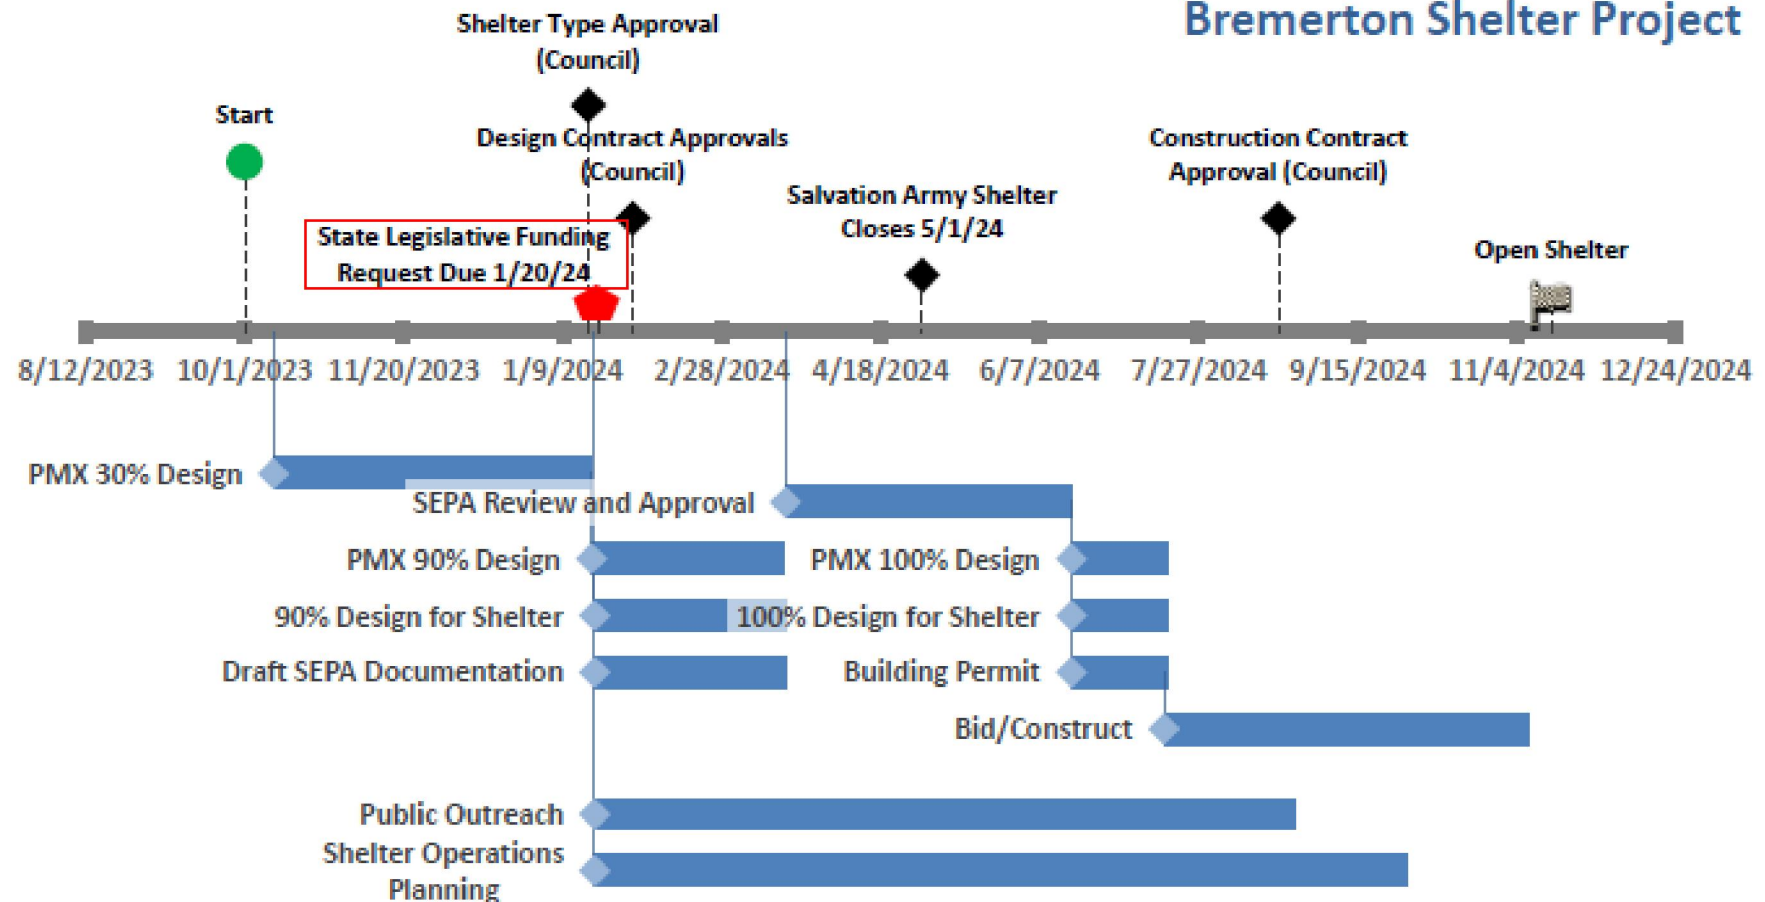 Bremerton Shelter Project
Shelter Type Approval
(Council)
Start
Design Contract Approvals
(Council)
Construction Contract
Approval (Council)
Salvation Army Shelter
Closes 5/1/24
State Legislative Funding
Request Due 1/20/24
Open Shelter
8/12/2023 10/1/2023 11/20/2023 1/9/2024 2/28/2024 4/18/2024 6/7/2024 7/27/2024 9/15/2024 11/4/2024 12/24/2024
PMX 30% Design
SEPA Review and Approval
PMX 90% Design PMX 100% Design
90% Design for Shelter 100% Design for Shelter
Draft SEPA Documentation Building Permit
Bid/Construct
Public Outreach
Shelter Operations
Planning